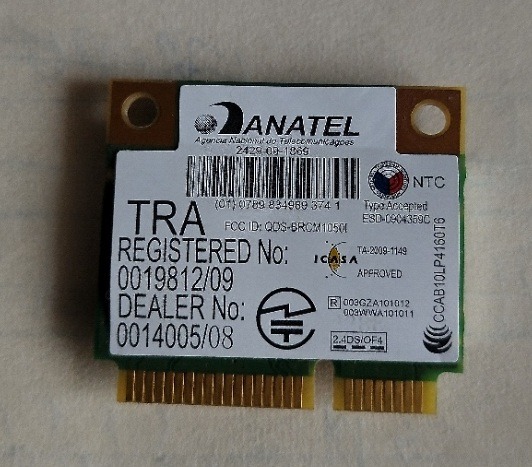 ANATEL
Agência Nacional de Telecomunicações
2429-09-1869
(01) 0789 834969 374 1
NTC
Type Accepted
ESD-0904359C
FCC ID: QDS-BRCM1050I
TRA
REGISTERED No:
0019812/09
DEALER No:
0014005/08
ICASA
TA-2009-1149
APPROVED
R 003GZA101012
003WWA101011
2.4DS/OF4
CCAB10LP4160T6